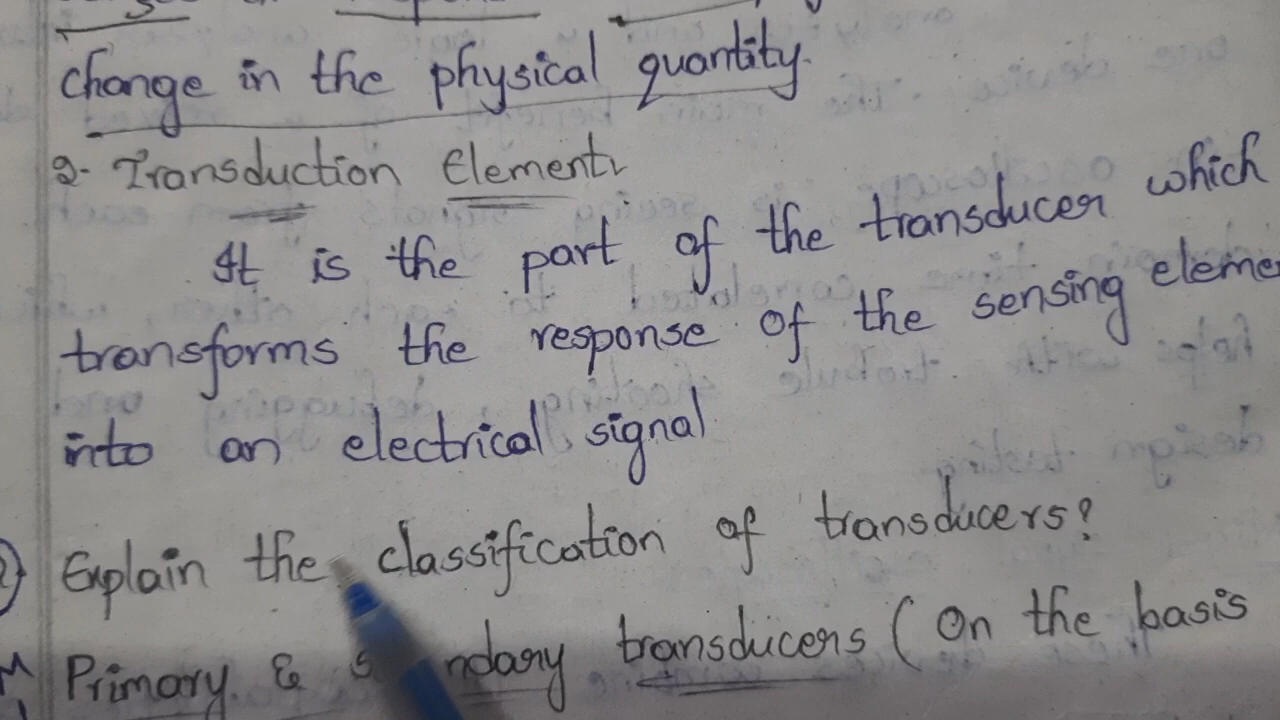 change in the physical quantity.
2. Transduction Element
It is the part of the transducer which
transforms the response of the sensing eleme
into an electrical signal
Explain the classification of transducers?
Primary & transducers (On the basis